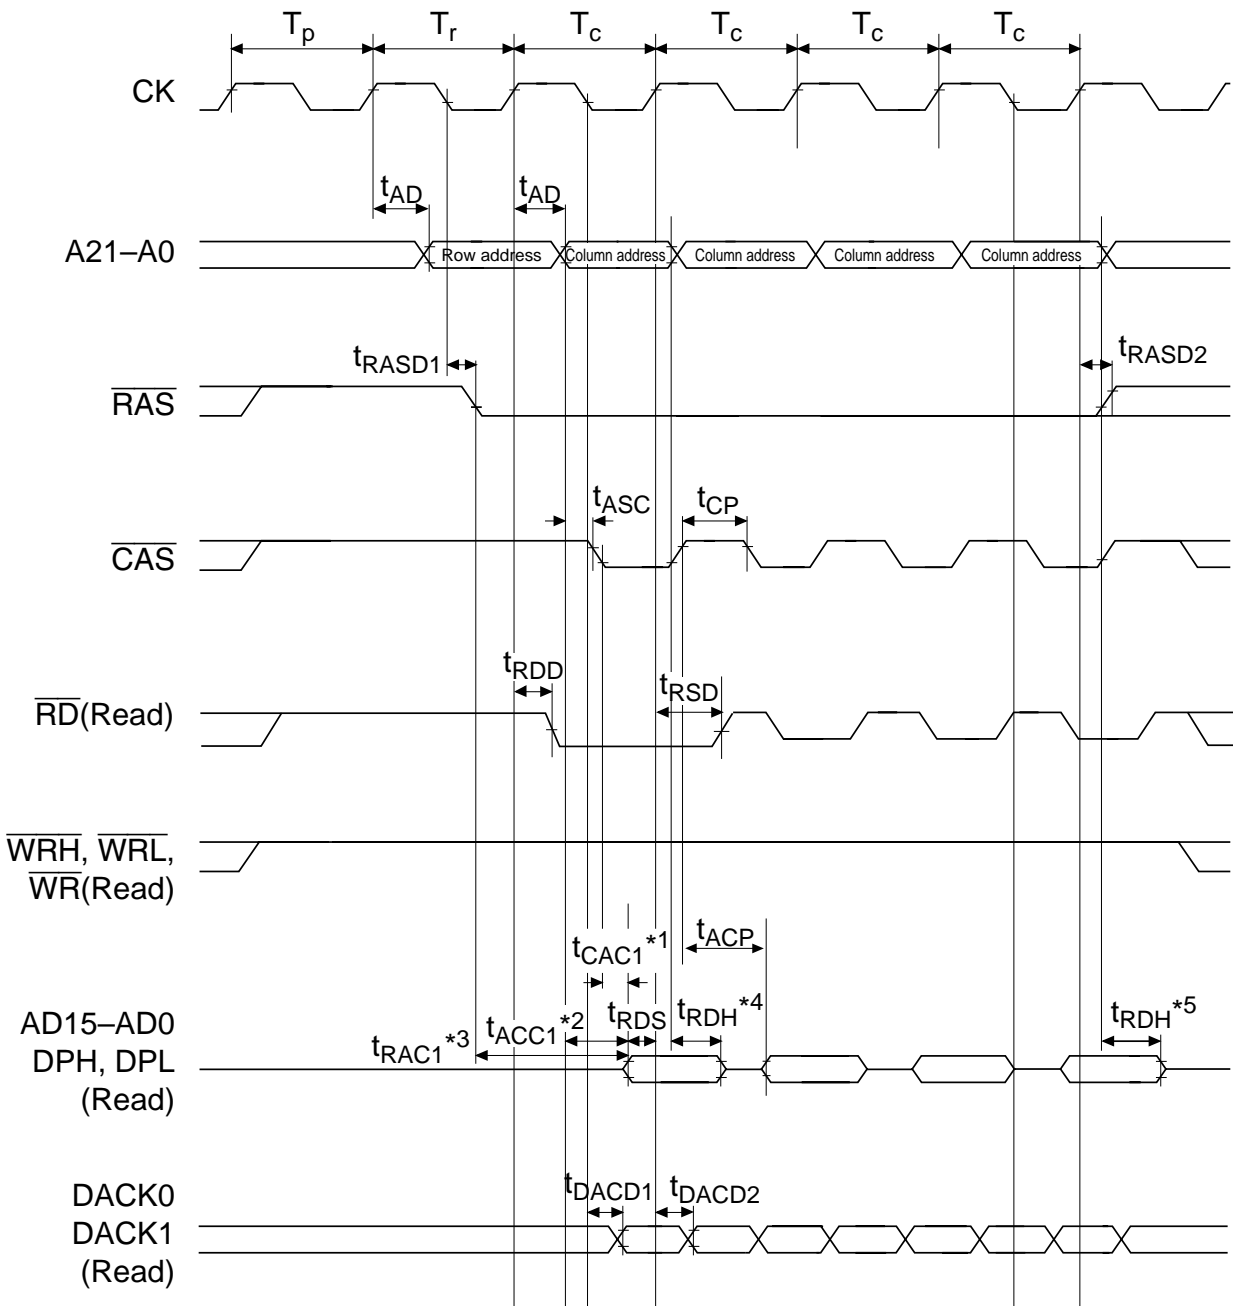 Tp Tr Tc Tc Tc Tc
CK
tAD tAD
A21–A0 Row address Column address Column address Column address Column address
tRASD1 tRASD2
RAS
tASC tCP
CAS
tRDD tRSD
RD(Read)
WRH, WRL,
WR(Read)
tCAC1*1 tACP
AD15–AD0
DPH, DPL
(Read)
tRAC1*3 tACC1*2 tRDS tRDH*4 tRDH*5
DACK0
DACK1
(Read)
tDACD1 tDACD2